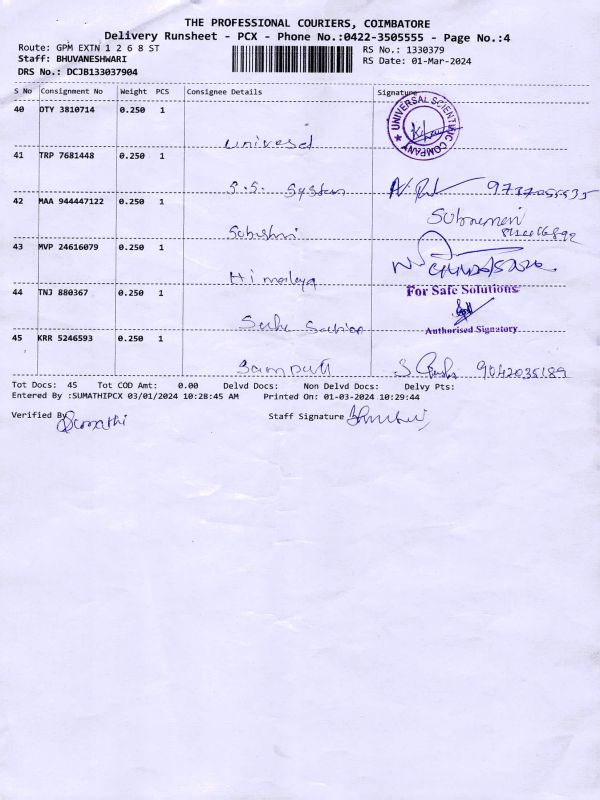 THE PROFESSIONAL COURIERS, COIMBATORE
Delivery Runsheet - PCX - Phone No.:0422-3505555 - Page No.:4
Route: GPM EXTN 1 2 6 8 ST
RS No.: 1330379
Staff: BHUVANESHWARI
RS Date: 01-Mar-2024
DRS No.: DCJB133037904
S No Consignment No Weight PCS Consignee Details Signature
40 DTY 3810714 0.250 1
UNIVERSAL SCIENTIFIC COMPANY
41 TRP 7681448 0.250 1
S.S. System
42 MAA 944447122 0.250 1
43 MVP 24616079 0.250 1
Himalaya
44 TNJ 880367 0.250 1
For Safe Solutions
Authorised Signatory
45 KRR 5246593 0.250 1
Sampath 9042035189
Tot Docs: 45 Tot COD Amt: 0.00 Delvd Docs: Non Delvd Docs: Delvy Pts:
Entered By :SUMATHIPCX 03/01/2024 10:28:45 AM Printed On: 01-03-2024 10:29:44
Verified By Sumathi Staff Signature